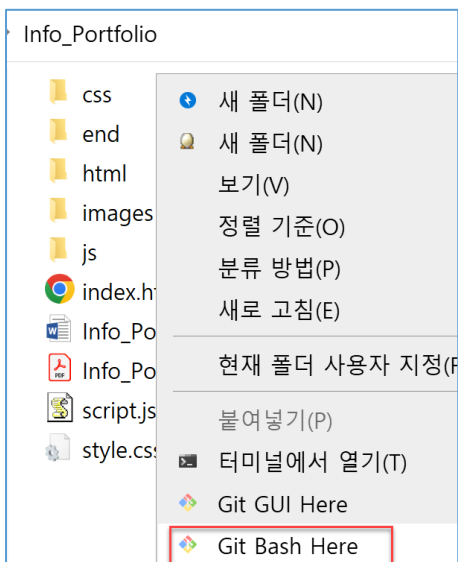 Info_Portfolio
css
end
html
images
js
index.h
Info_Po
Info_Po
script.js
style.css
새 폴더(N)
새 폴더(N)
보기(V)
정렬 기준(O)
분류 방법(P)
새로 고침(E)
현재 폴더 사용자 지정(F
붙여넣기(P)
터미널에서 열기(T)
Git GUI Here
Git Bash Here